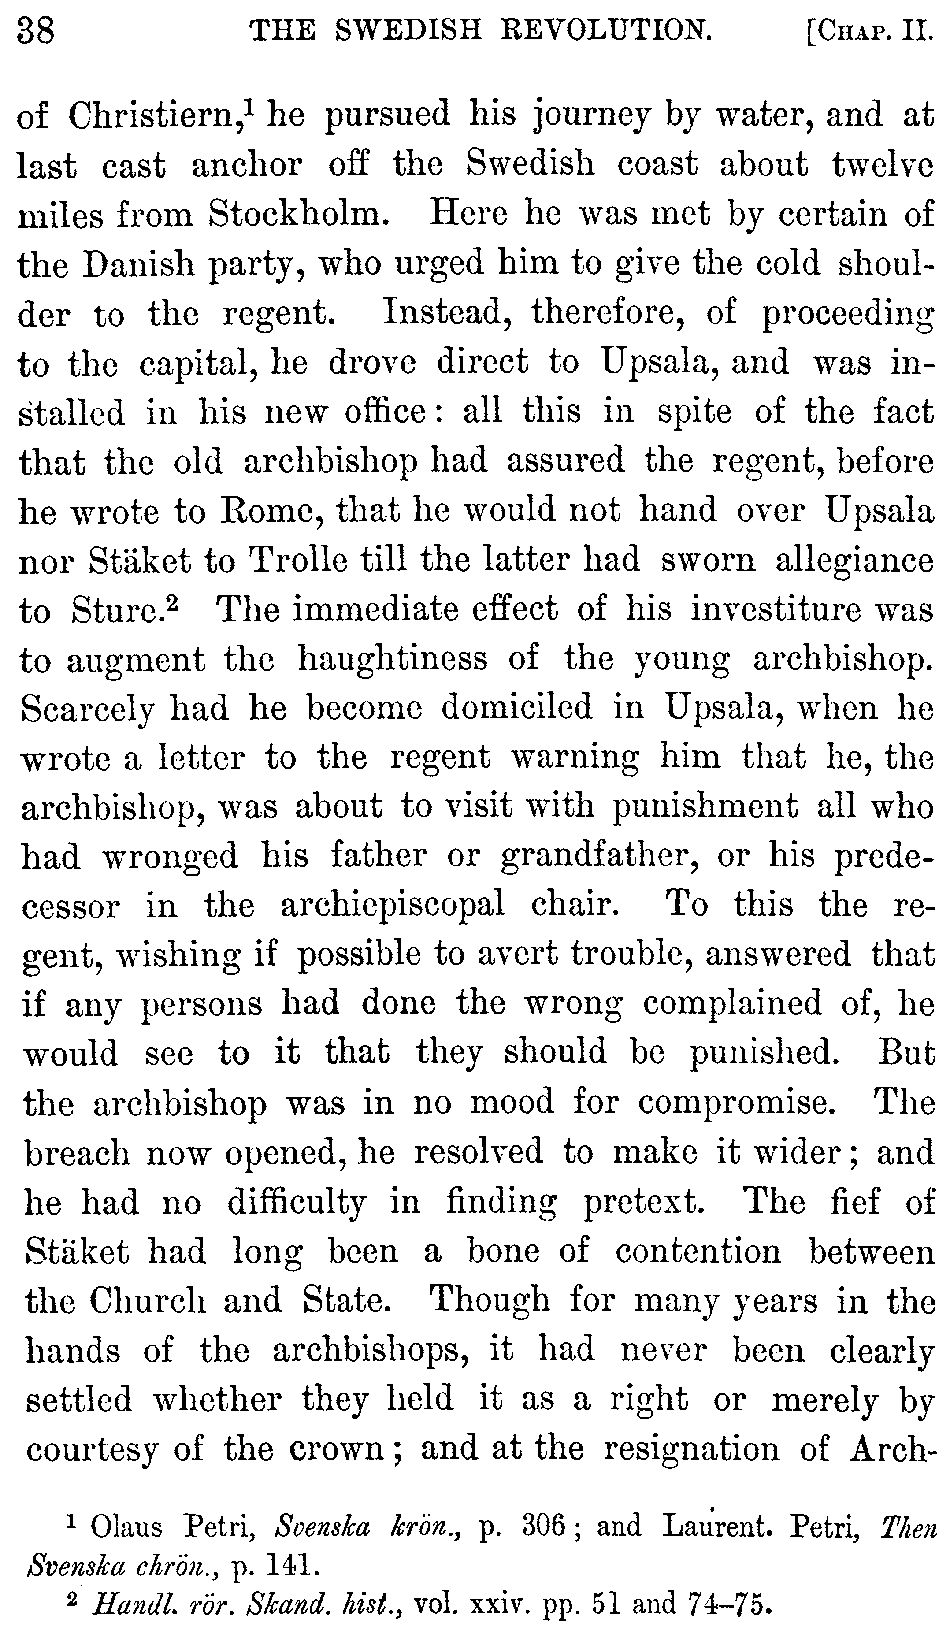 38 THE SWEDISH REVOLUTION. [CHAP. II.
of Christiern,¹ he pursued his journey by water, and at
last cast anchor off the Swedish coast about twelve
miles from Stockholm. Here he was met by certain of
the Danish party, who urged him to give the cold shoul-
der to the regent. Instead, therefore, of proceeding
to the capital, he drove direct to Upsala, and was in-
stalled in his new office: all this in spite of the fact
that the old archbishop had assured the regent, before
he wrote to Rome, that he would not hand over Upsala
nor Stäket to Trolle till the latter had sworn allegiance
to Sture.² The immediate effect of his investiture was
to augment the haughtiness of the young archbishop.
Scarcely had he become domiciled in Upsala, when he
wrote a letter to the regent warning him that he, the
archbishop, was about to visit with punishment all who
had wronged his father or grandfather, or his prede-
cessor in the archiepiscopal chair. To this the re-
gent, wishing if possible to avert trouble, answered that
if any persons had done the wrong complained of, he
would see to it that they should be punished. But
the archbishop was in no mood for compromise. The
breach now opened, he resolved to make it wider; and
he had no difficulty in finding pretext. The fief of
Stäket had long been a bone of contention between
the Church and State. Though for many years in the
hands of the archbishops, it had never been clearly
settled whether they held it as a right or merely by
courtesy of the crown; and at the resignation of Arch-
¹ Olaus Petri, Svenska krön., p. 306; and Laurent. Petri, Then
Svenska chrön., p. 141.
² Handl. rör. Skand. hist., vol. xxiv. pp. 51 and 74–75.